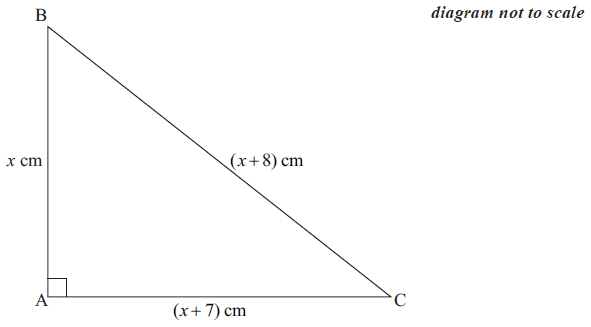 B
diagram not to scale
x cm
(x+8) cm
A
C
(x+7) cm